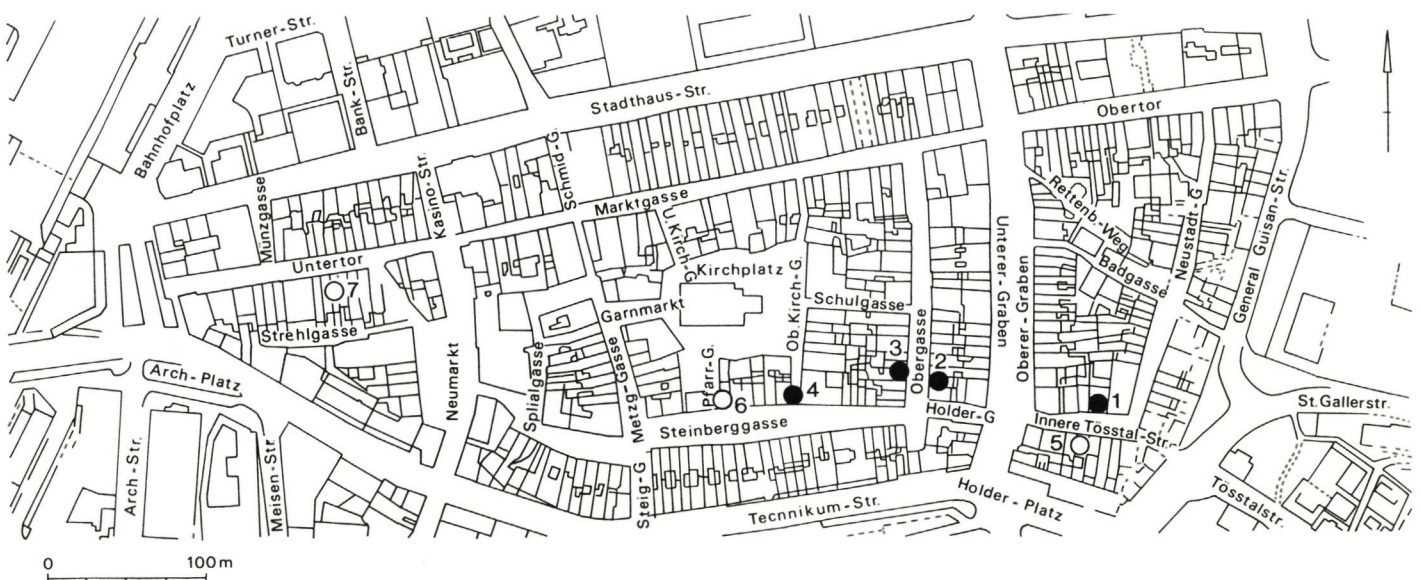 Turner-Str.
Bahnhofplatz
Bank-Str.
Stadthaus-Str.
Obertor
Münzgasse
Kasino-Str.
Schmid-G.
Marktgasse
Untertor
U.Kirch-G
Kirchplatz
Ob.Kirch-G.
Schulgasse
Unterer-Graben
Oberer-Graben
Rettenb-Weg
Badgasse
Neustadt-G
General Guisan-Str.
7
Strehlgasse
Garnmarkt
Arch-Platz
Neumarkt
Splialgasse
Metzg-Gasse
Pfarr-G.
6
4
3
Obergasse
2
1
Holder-G
Innere Tösstal-Str.
5
St.Gallerstr.
Steinberggasse
Arch-Str.
Meisen-Str.
Steig-G
Tecnnikum-Str.
Holder-Platz
Tösstalstr.
0 100m